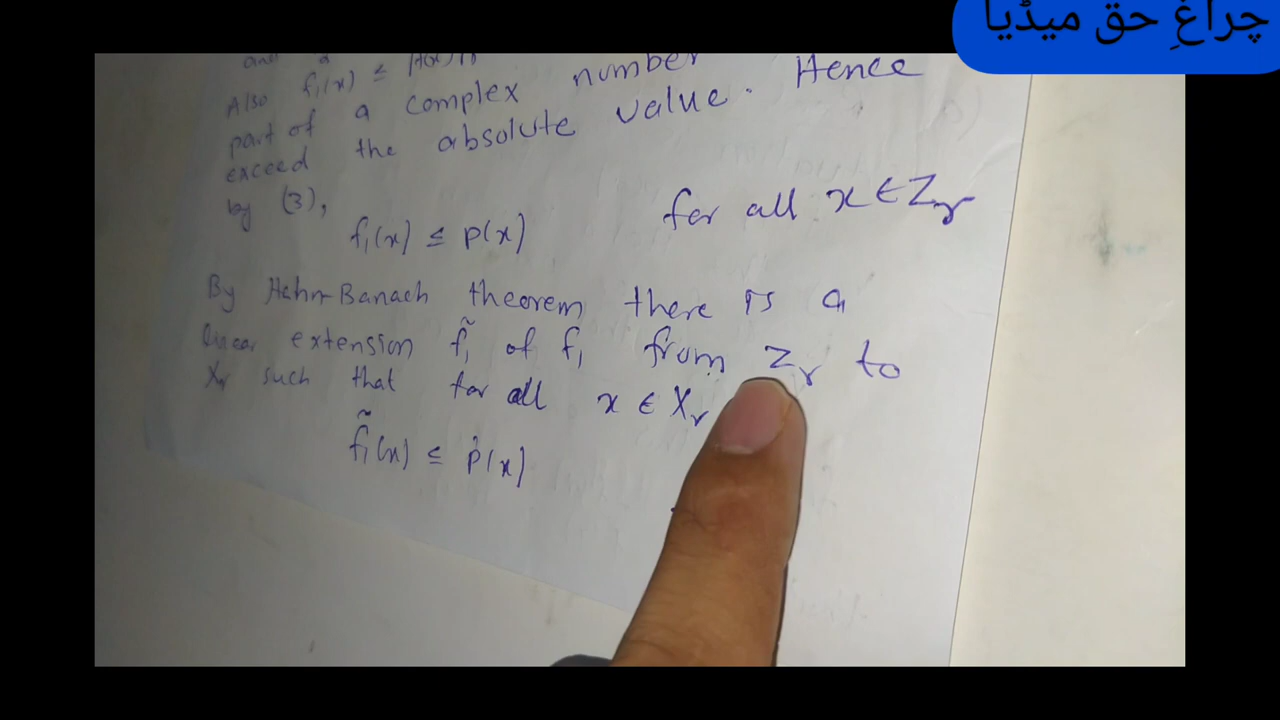 چراغِ حق میڈیا
Also f₁(x) ≤
part of a complex number
exceed the absolute value. Hence
by (3),
f₁(x) ≤ p(x) for all x ∈ Zᵣ
By Hahn-Banach theorem there is a
linear extension f̃₁ of f₁ from Zᵣ to
Xᵣ such that for all x ∈ Xᵣ
f̃₁(x) ≤ p(x)